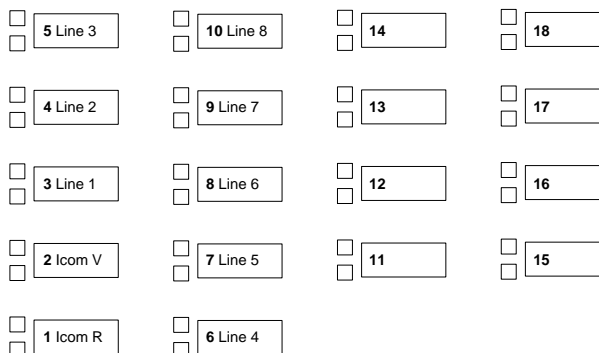 5 Line 3
10 Line 8
14
18
4 Line 2
9 Line 7
13
17
3 Line 1
8 Line 6
12
16
2 Icom V
7 Line 5
11
15
1 Icom R
6 Line 4